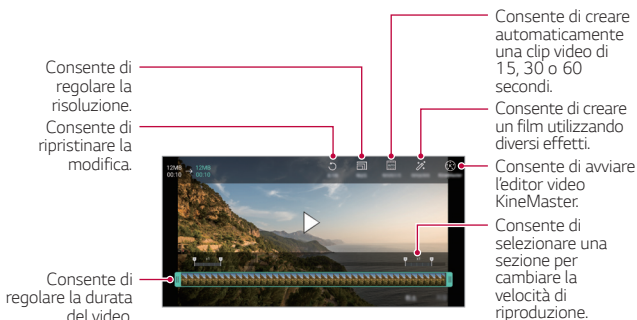 Consente di
regolare la
risoluzione.
Consente di
ripristinare la
modifica.
Consente di
regolare la durata
del video.
12MB
00:16
→
12MB
00:16
Consente di creare
automaticamente
una clip video di
15, 30 o 60
secondi.
Consente di creare
un film utilizzando
diversi effetti.
Consente di avviare
l'editor video
KineMaster.
Consente di
selezionare una
sezione per
cambiare la
velocità di
riproduzione.